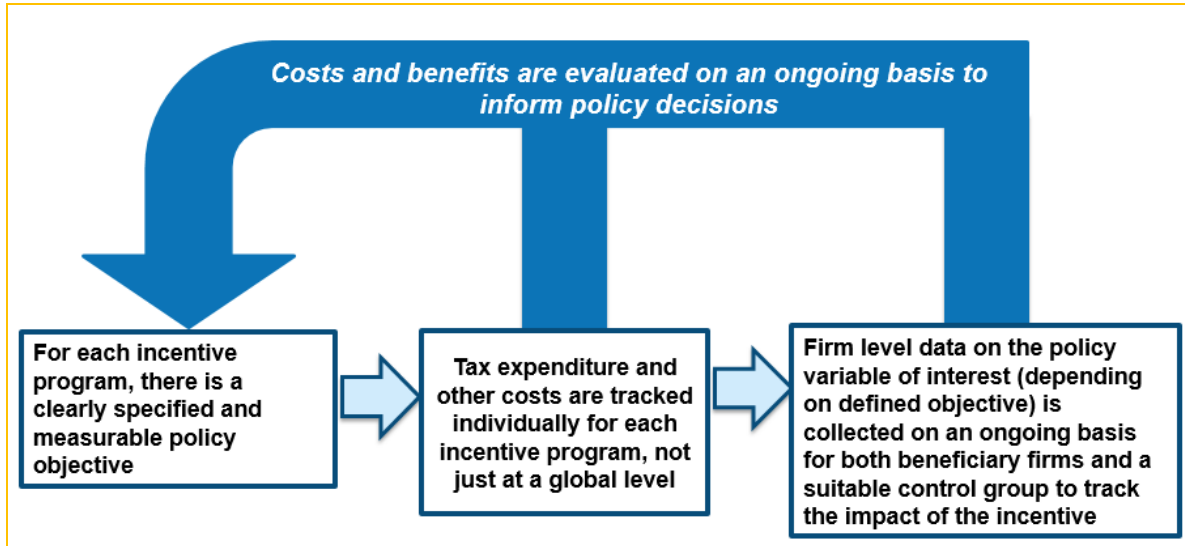 Costs and benefits are evaluated on an ongoing basis to
inform policy decisions
For each incentive
program, there is a
clearly specified and
measurable policy
objective
Tax expenditure and
other costs are tracked
individually for each
incentive program, not
just at a global level
Firm level data on the policy
variable of interest (depending
on defined objective) is
collected on an ongoing basis
for both beneficiary firms and a
suitable control group to track
the impact of the incentive